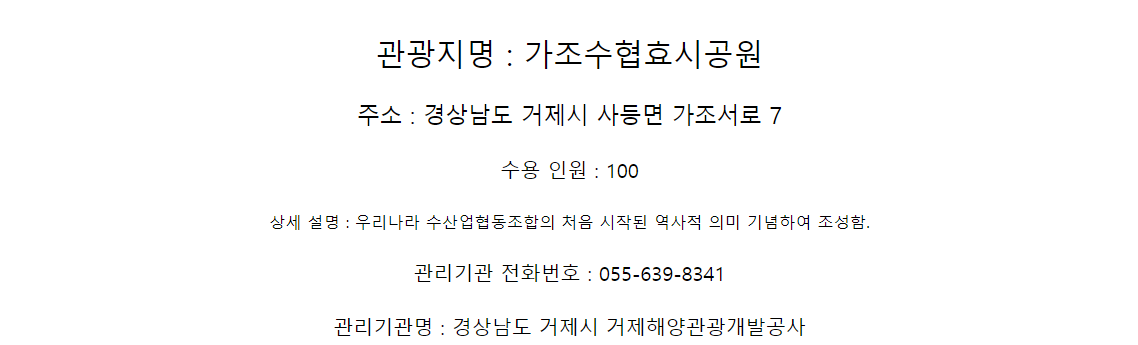 관광지명 : 가조수협효시공원
주소 : 경상남도 거제시 사등면 가조서로 7
수용 인원 : 100
상세 설명 : 우리나라 수산업협동조합의 처음 시작된 역사적 의미 기념하여 조성함.
관리기관 전화번호 : 055-639-8341
관리기관명 : 경상남도 거제시 거제해양관광개발공사